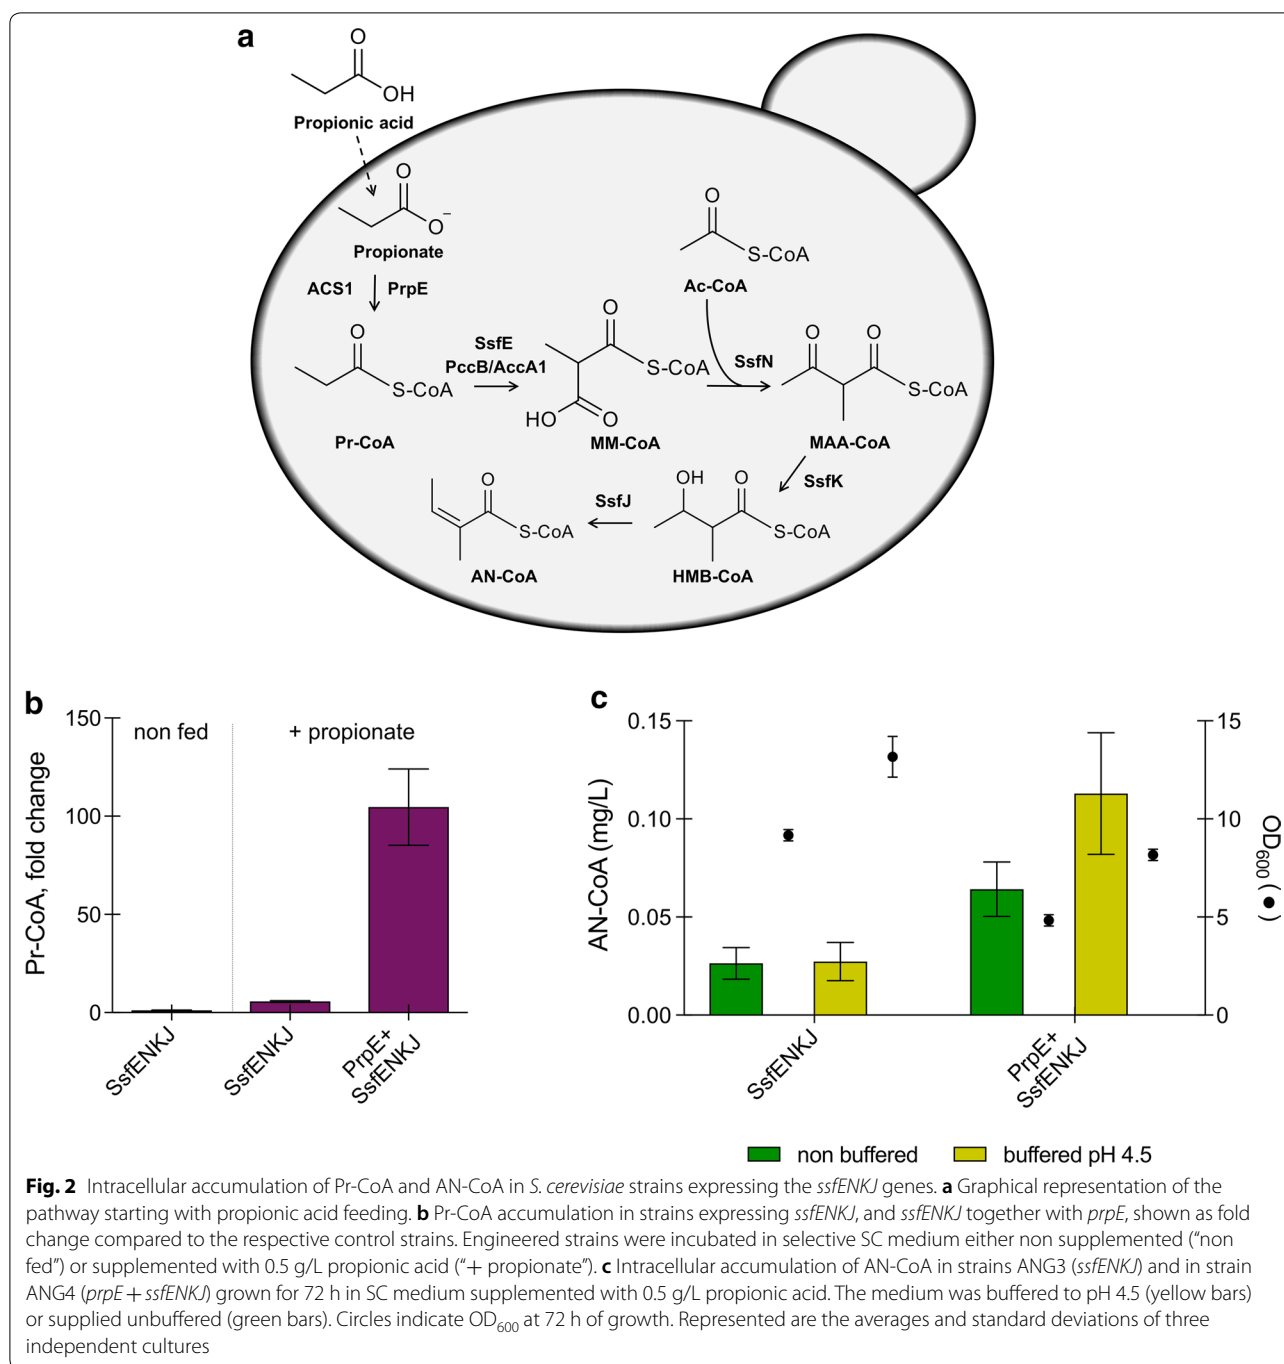 a
O
OH
Propionic acid
O
O−
Propionate
ACS1 PrpE
O
S-CoA
Pr-CoA
SsfE
PccB/AccA1
O
S-CoA
HO O
MM-CoA
O
S-CoA
Ac-CoA
SsfN
O O
S-CoA
MAA-CoA
SsfK
OH O
S-CoA
HMB-CoA
SsfJ
O
S-CoA
AN-CoA
b
Pr-CoA, fold change
150
100
50
0
non fed
+ propionate
SsfENKJ
SsfENKJ
PrpE+
SsfENKJ
c
AN-CoA (mg/L)
0.15
0.10
0.05
0.00
15
10
5
0
OD600 (●)
SsfENKJ
PrpE+
SsfENKJ
non buffered
buffered pH 4.5
Fig. 2 Intracellular accumulation of Pr-CoA and AN-CoA in S. cerevisiae strains expressing the ssfENKJ genes. a Graphical representation of the
pathway starting with propionic acid feeding. b Pr-CoA accumulation in strains expressing ssfENKJ, and ssfENKJ together with prpE, shown as fold
change compared to the respective control strains. Engineered strains were incubated in selective SC medium either non supplemented (“non
fed”) or supplemented with 0.5 g/L propionic acid (“+ propionate”). c Intracellular accumulation of AN-CoA in strains ANG3 (ssfENKJ) and in strain
ANG4 (prpE + ssfENKJ) grown for 72 h in SC medium supplemented with 0.5 g/L propionic acid. The medium was buffered to pH 4.5 (yellow bars)
or supplied unbuffered (green bars). Circles indicate OD600 at 72 h of growth. Represented are the averages and standard deviations of three
independent cultures